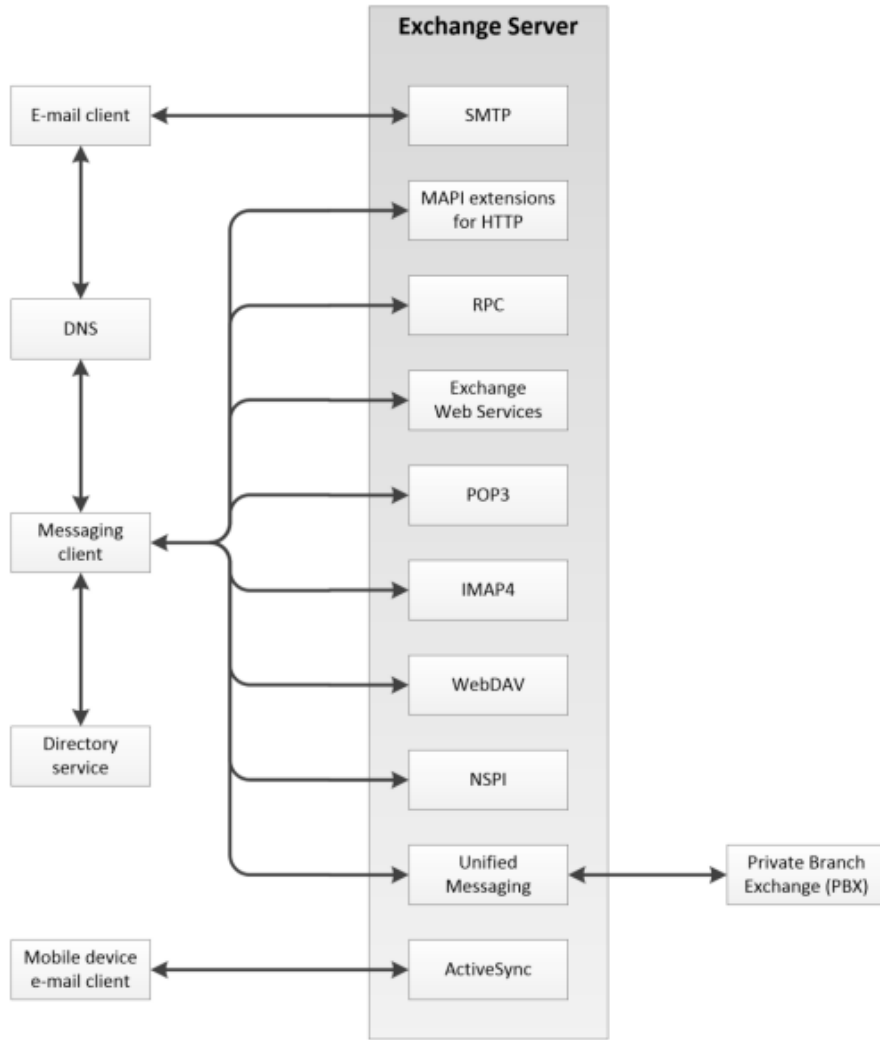 Exchange Server
E-mail client
SMTP
MAPI extensions
for HTTP
RPC
DNS
Exchange
Web Services
POP3
Messaging
client
IMAP4
WebDAV
Directory
service
NSPI
Unified
Messaging
Private Branch
Exchange (PBX)
Mobile device
e-mail client
ActiveSync